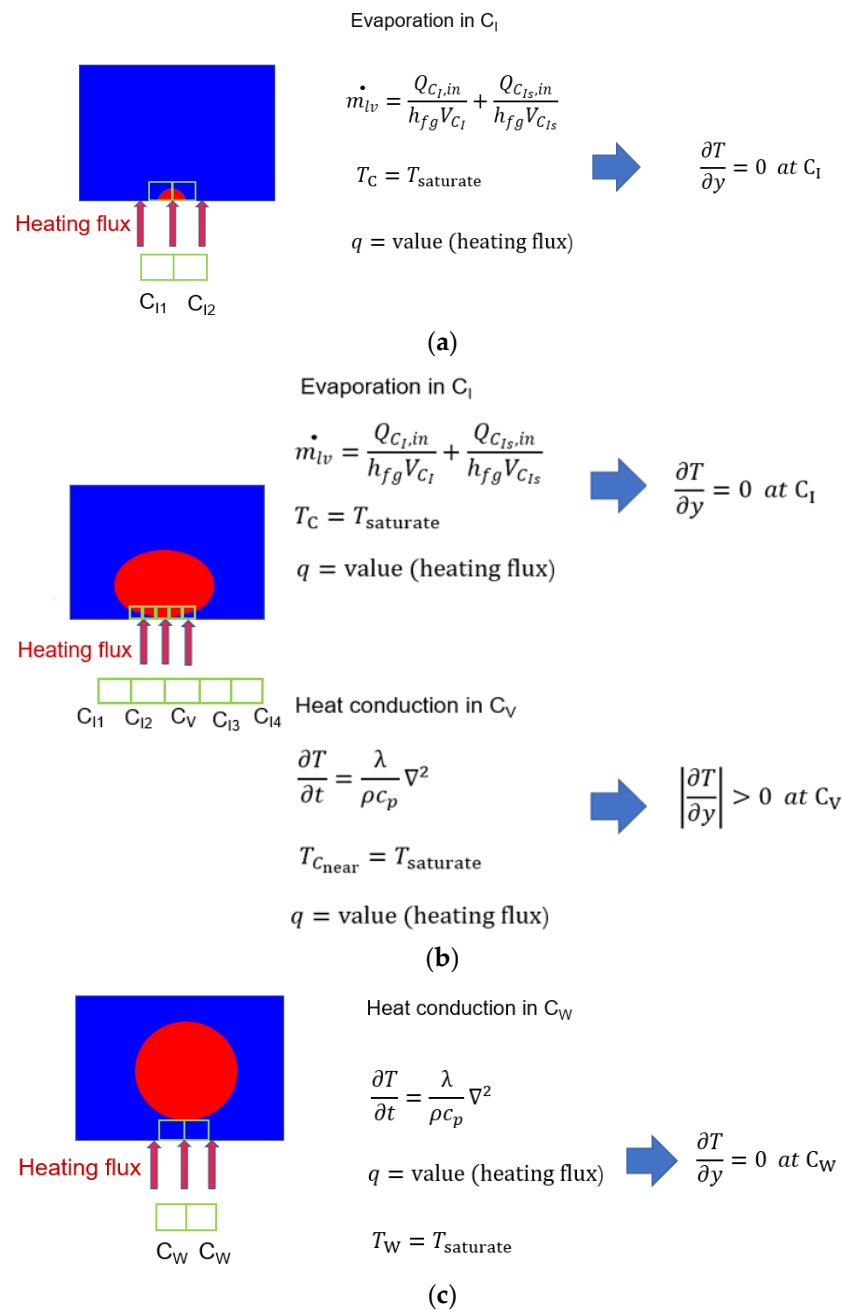 Evaporation in C_I
ṁ_lv = Q_{C_I,in} / (h_fg V_{C_I}) + Q_{C_Is,in} / (h_fg V_{C_Is})
∂T/∂y = 0 at C_I
T_C = T_saturate
Heating flux
q = value (heating flux)
C_I1 C_I2
(a)
Evaporation in C_I
ṁ_lv = Q_{C_I,in} / (h_fg V_{C_I}) + Q_{C_Is,in} / (h_fg V_{C_Is})
∂T/∂y = 0 at C_I
T_C = T_saturate
q = value (heating flux)
Heating flux
C_I1 C_I2 C_V C_I3 C_I4
Heat conduction in C_V
∂T/∂t = λ/(ρc_p) ∇²
|∂T/∂y| > 0 at C_V
T_{C_near} = T_saturate
q = value (heating flux)
(b)
Heat conduction in C_W
∂T/∂t = λ/(ρc_p) ∇²
Heating flux
q = value (heating flux)
∂T/∂y = 0 at C_W
T_W = T_saturate
C_W C_W
(c)